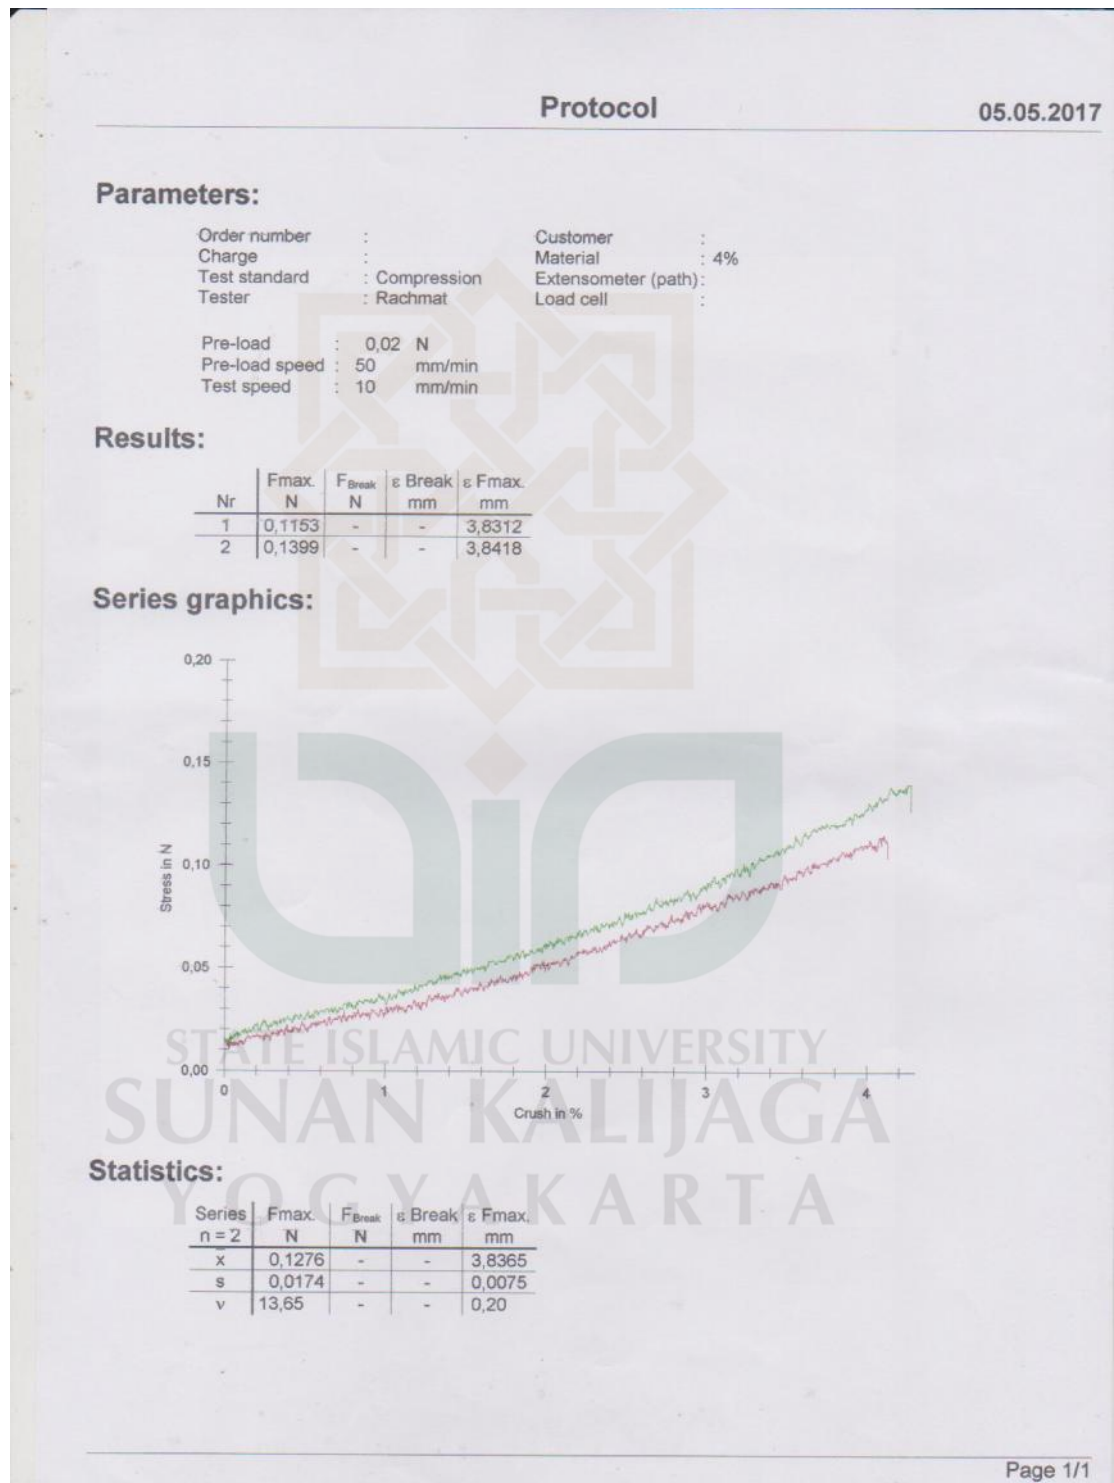 Protocol 05.05.2017
Parameters:
Order number : Customer :
Charge : Material : 4%
Test standard : Compression Extensometer (path) :
Tester : Rachmat Load cell :
Pre-load : 0,02 N
Pre-load speed : 50 mm/min
Test speed : 10 mm/min
Results:
Fmax. FBreak ε Break ε Fmax.
Nr N N mm mm
1 0,1153 - - 3,8312
2 0,1399 - - 3,8418
Series graphics:
0,20
0,15
0,10
0,05
0,00
Stress in N
0 1 2 3 4
Crush in %
STATE ISLAMIC UNIVERSITY
SUNAN KALIJAGA
YOGYAKARTA
Statistics:
Series Fmax. FBreak ε Break ε Fmax.
n = 2 N N mm mm
x̄ 0,1276 - - 3,8365
s 0,0174 - - 0,0075
ν 13,65 - - 0,20
Page 1/1